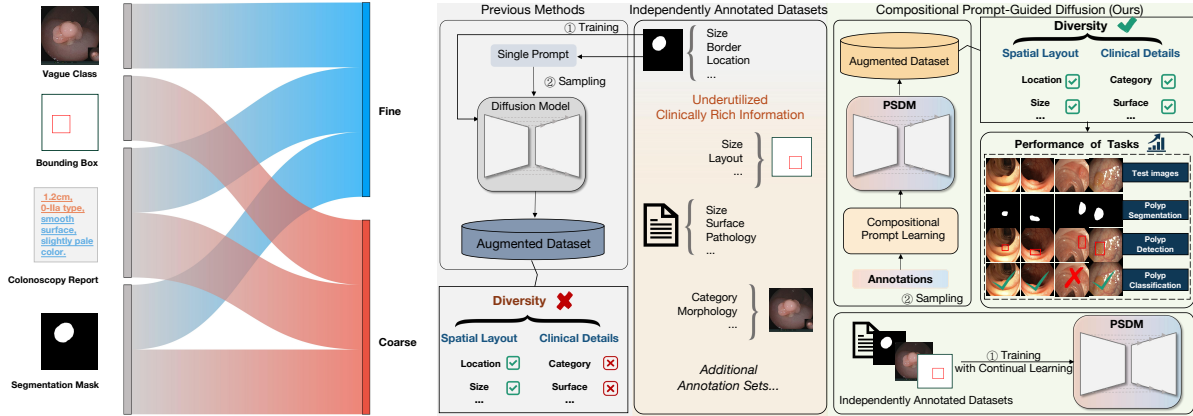 Vague Class
Bounding Box
1.2cm,
0-IIa type,
smooth
surface,
slightly pale
color.
Colonoscopy Report
Segmentation Mask
Fine
Coarse
Previous Methods
① Training
Single Prompt
② Sampling
Diffusion Model
Augmented Dataset
Diversity
Spatial Layout
Clinical Details
Location
Category
Size
Surface
...
...
Independently Annotated Datasets
Size
Border
Location
...
Underutilized
Clinically Rich Information
Size
Layout
...
Size
Surface
Pathology
...
Category
Morphology
...
Additional
Annotation Sets...
Compositional Prompt-Guided Diffusion (Ours)
Augmented Dataset
PSDM
Compositional
Prompt Learning
Annotations
② Sampling
Diversity
Spatial Layout
Clinical Details
Location
Category
Size
Surface
...
...
Performance of Tasks
Test images
Polyp
Segmentation
Polyp
Detection
Polyp
Classification
① Training
with Continual Learning
Independently Annotated Datasets
PSDM